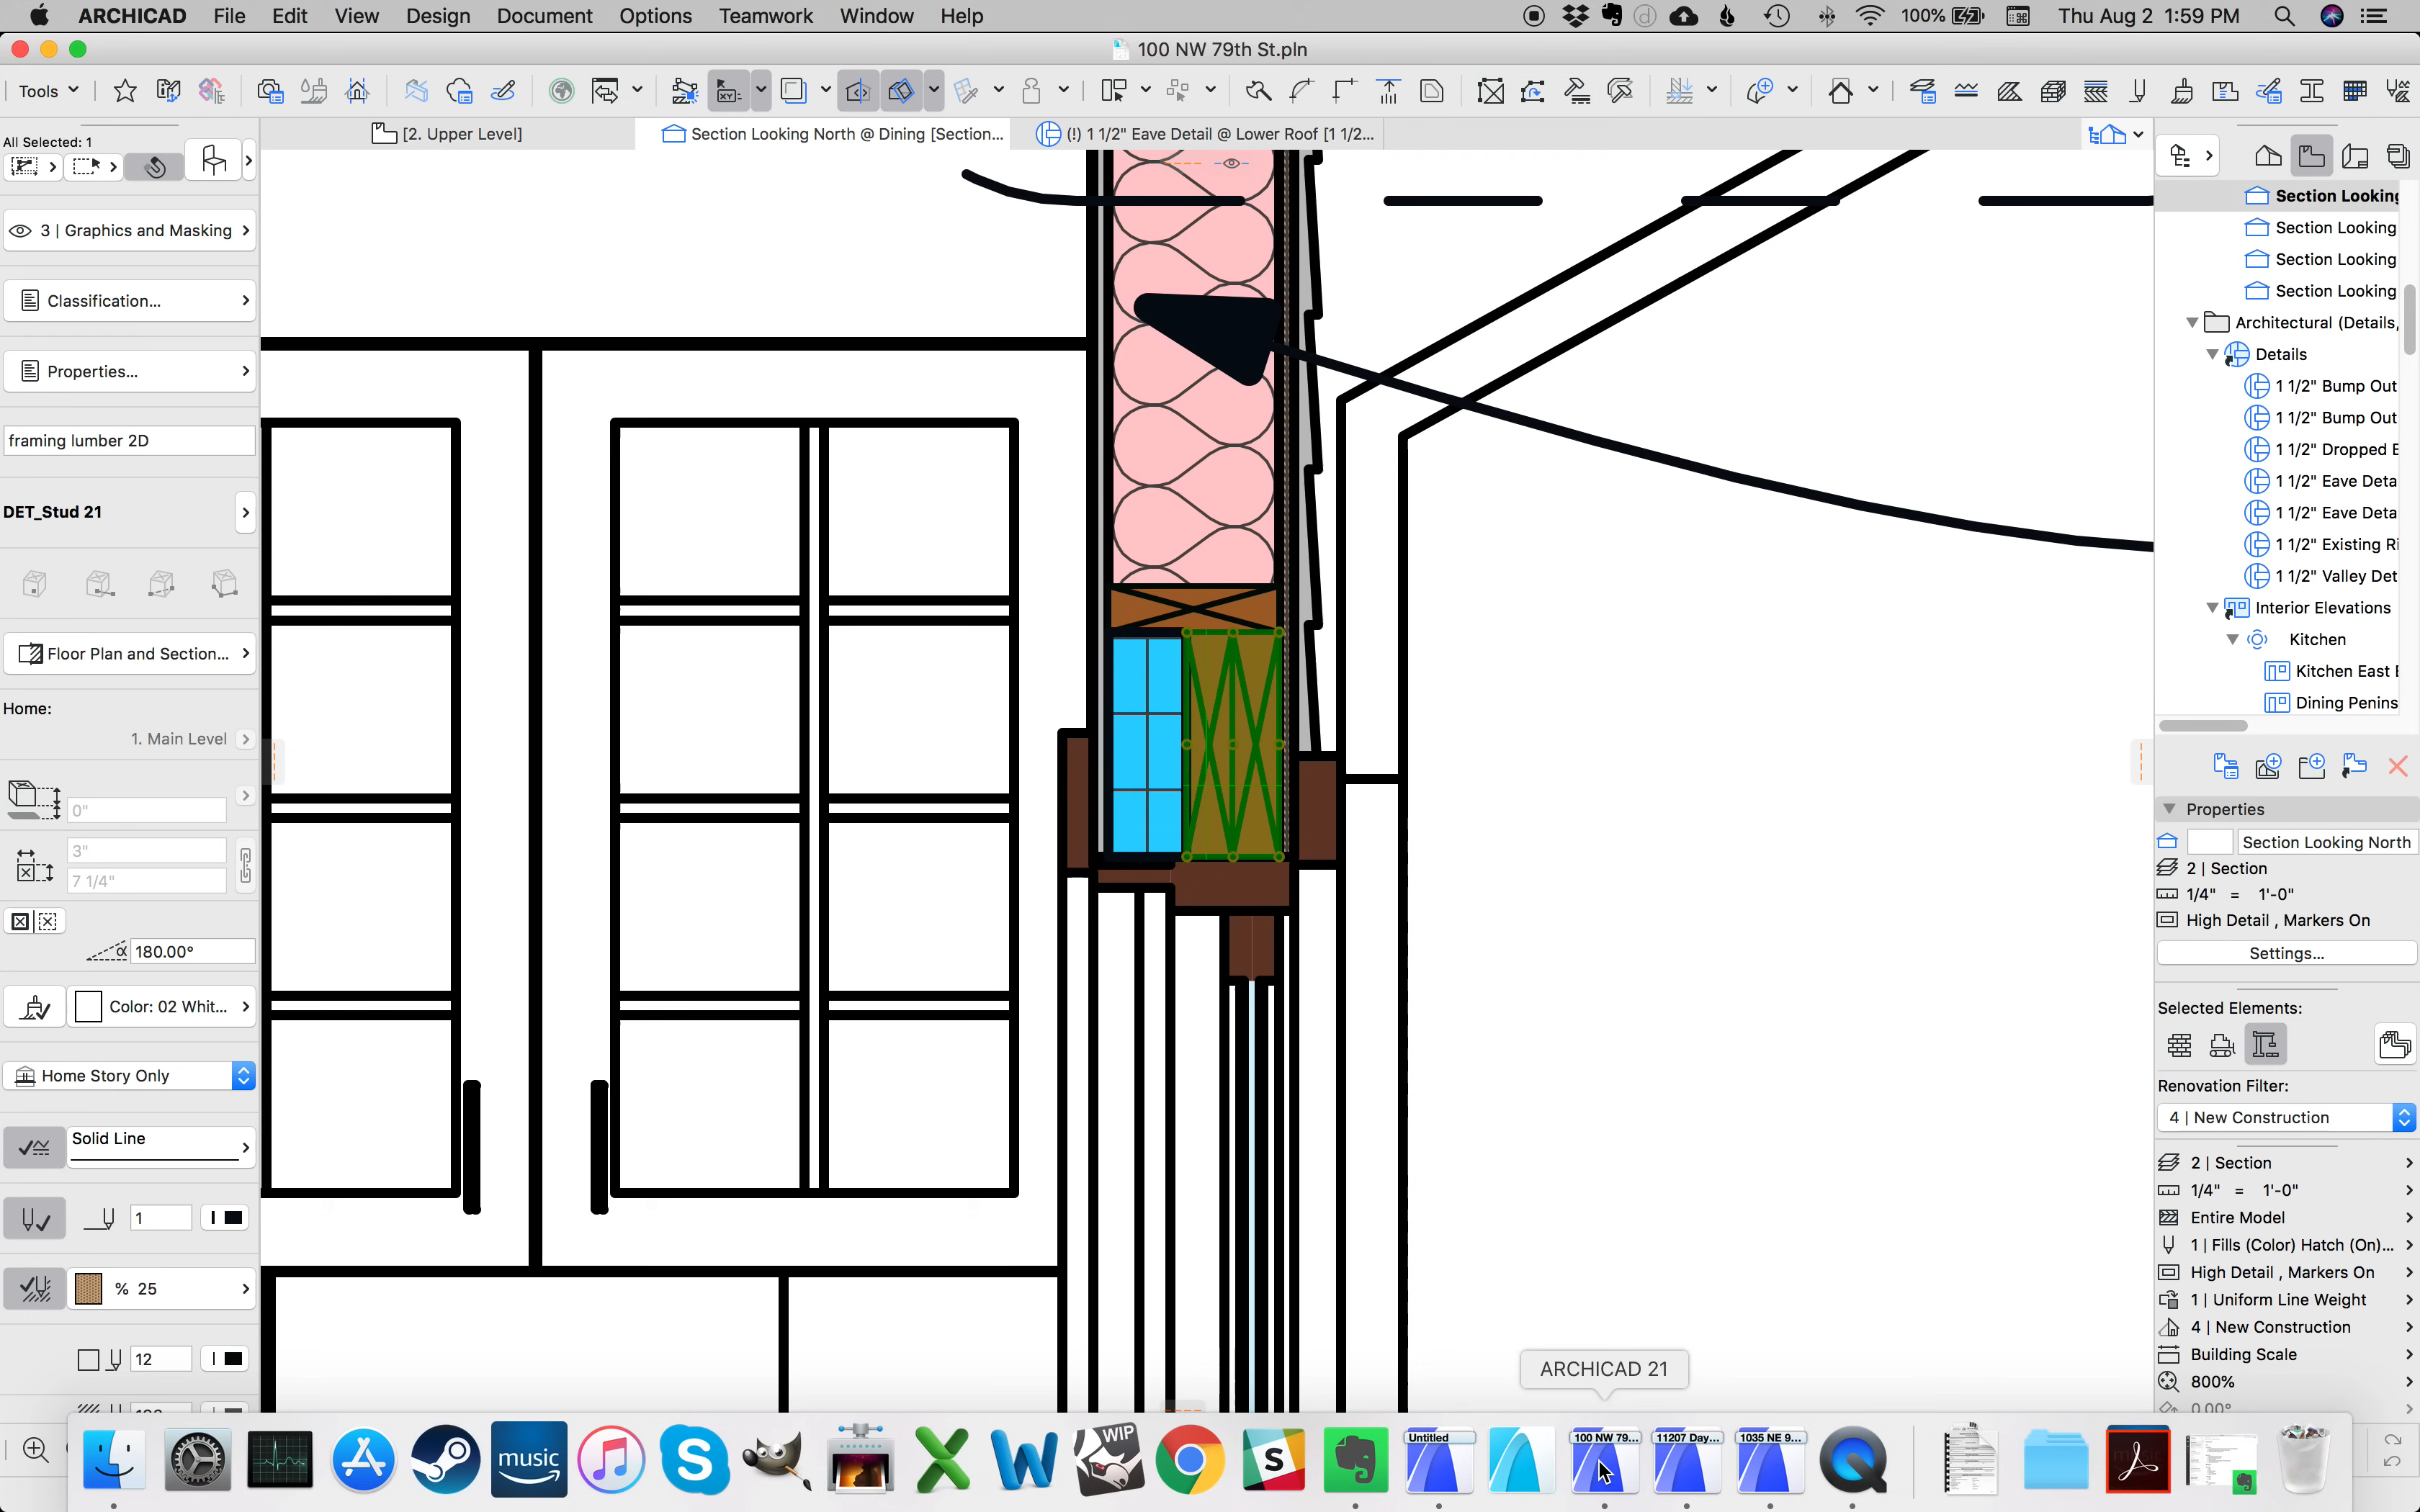 ARCHICAD File Edit View Design Document Options Teamwork Window Help 100% Thu Aug 2 1:59 PM
100 NW 79th St.pln
Tools
All Selected: 1
[2. Upper Level]
Section Looking North @ Dining [Section...
(!) 1 1/2" Eave Detail @ Lower Roof [1 1/2...
3 | Graphics and Masking
Classification...
Properties...
framing lumber 2D
DET_Stud 21
Floor Plan and Section...
Home:
1. Main Level
0"
3"
7 1/4"
α 180.00°
Color: 02 Whit...
Home Story Only
Solid Line
1
% 25
12
Section Looking
Section Looking
Section Looking
Section Looking
Architectural (Details,
Details
1 1/2" Bump Out
1 1/2" Bump Out
1 1/2" Dropped
1 1/2" Eave Deta
1 1/2" Eave Deta
1 1/2" Existing Ri
1 1/2" Valley Det
Interior Elevations
Kitchen
Kitchen East
Dining Penins
Properties
Section Looking North
2 | Section
1/4" = 1'-0"
High Detail , Markers On
Settings...
Selected Elements:
Renovation Filter:
4 | New Construction
2 | Section
1/4" = 1'-0"
Entire Model
1 | Fills (Color) Hatch (On)...
High Detail , Markers On
1 | Uniform Line Weight
4 | New Construction
Building Scale
800%
0.00°
ARCHICAD 21
music
WIP
Untitled
100 NW 79...
11207 Day...
1035 NE 9...